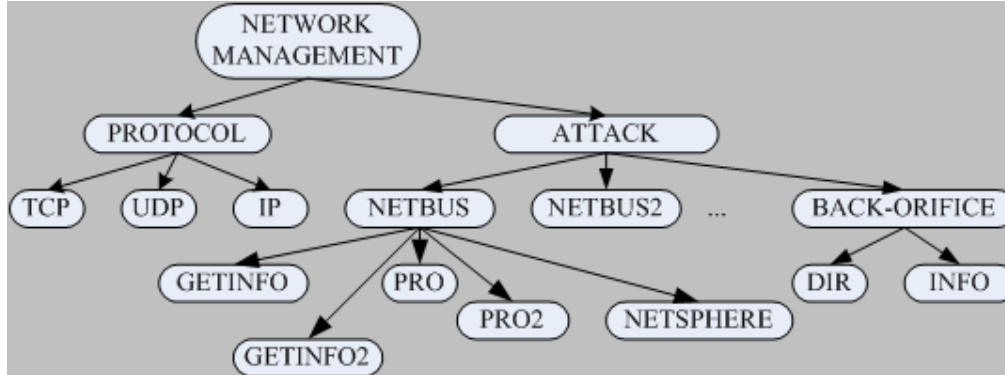 NETWORK
MANAGEMENT
PROTOCOL
ATTACK
TCP
UDP
IP
NETBUS
NETBUS2
...
BACK-ORIFICE
GETINFO
PRO
DIR
INFO
PRO2
NETSPHERE
GETINFO2